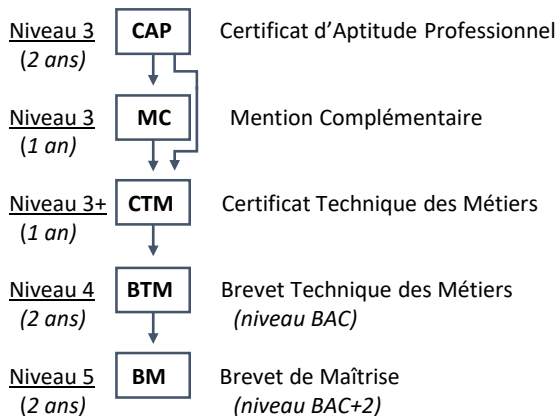 Niveau 3 CAP Certificat d’Aptitude Professionnel
(2 ans)
Niveau 3 MC Mention Complémentaire
(1 an)
Niveau 3+ CTM Certificat Technique des Métiers
(1 an)
Niveau 4 BTM Brevet Technique des Métiers
(2 ans) (niveau BAC)
Niveau 5 BM Brevet de Maîtrise
(2 ans) (niveau BAC+2)